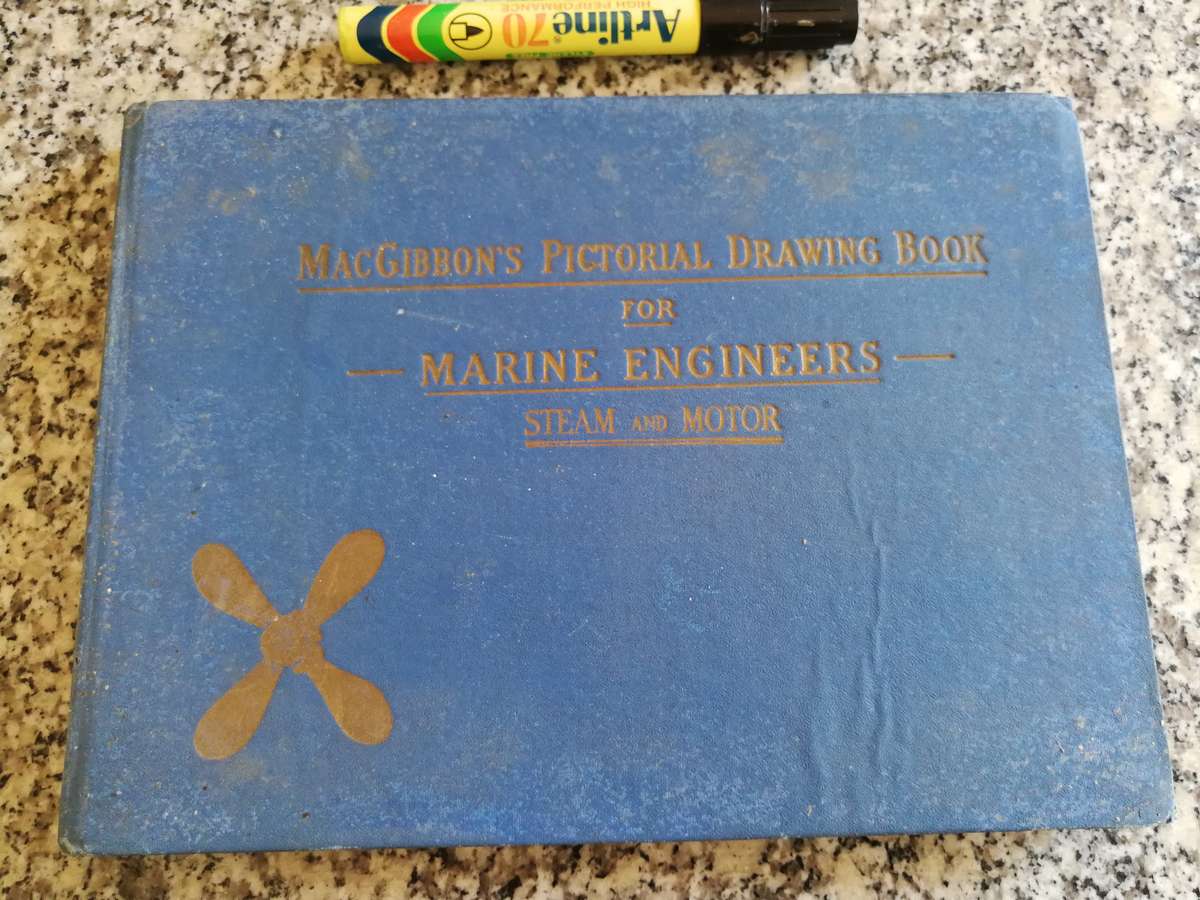 Artline® 70
HIGH PERFORMANCE
MACGIBBON'S PICTORIAL DRAWING BOOK
FOR
— MARINE ENGINEERS —
STEAM AND MOTOR